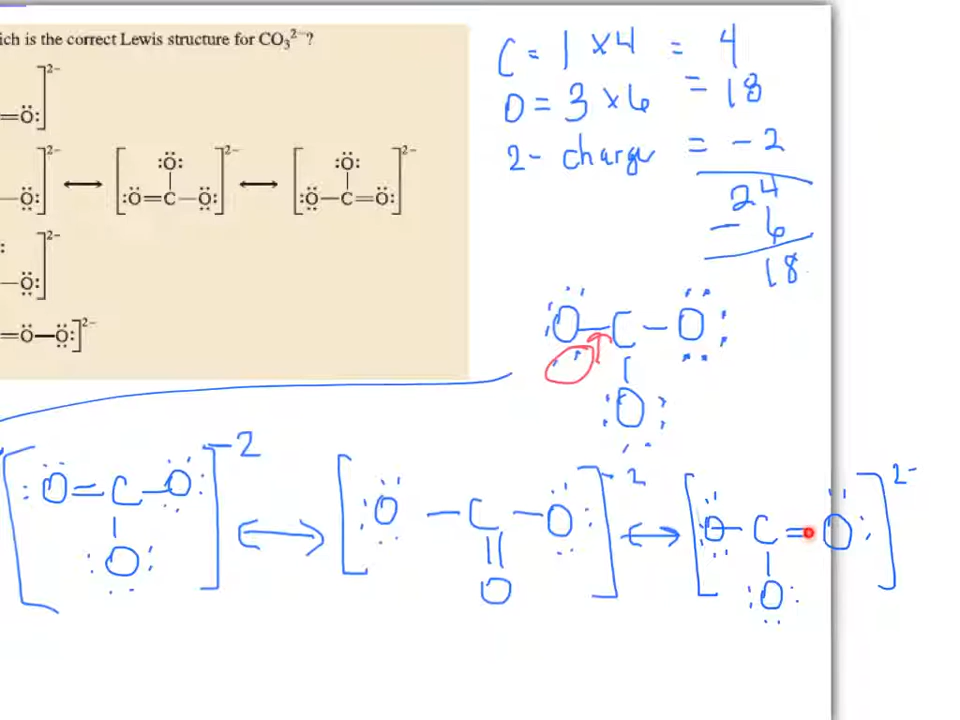 ich is the correct Lewis structure for CO₃²⁻?
=Ö:]²⁻
–Ö:]²⁻ ⟷ [:Ö=C–Ö: :Ö:]²⁻ ⟷ [:Ö–C=Ö: :Ö:]²⁻
: –Ö:]²⁻
=Ö–Ö:]²⁻
C = 1 × 4 = 4
O = 3 × 6 = 18
2- charge = -2
24
- 6
18
:Ö–C–Ö:
:O:
[:Ö=C–Ö: :O:]-2 ⟷ [:Ö–C–Ö: O]-2 ⟷ [:Ö–C=Ö: :O:]2-